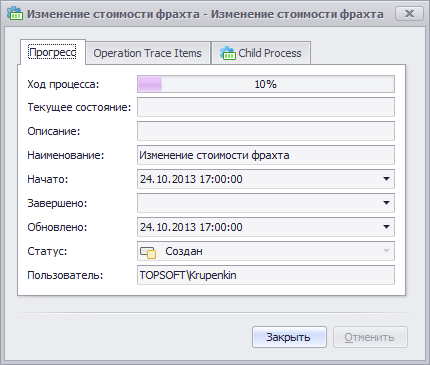 Изменение стоимости фрахта - Изменение стоимости фрахта
Прогресс Operation Trace Items Child Process
Ход процесса: 10%
Текущее состояние:
Описание:
Наименование: Изменение стоимости фрахта
Начато: 24.10.2013 17:00:00
Завершено:
Обновлено: 24.10.2013 17:00:00
Статус: Создан
Пользователь: TOPSOFT\Krupenkin
Закрыть Отменить